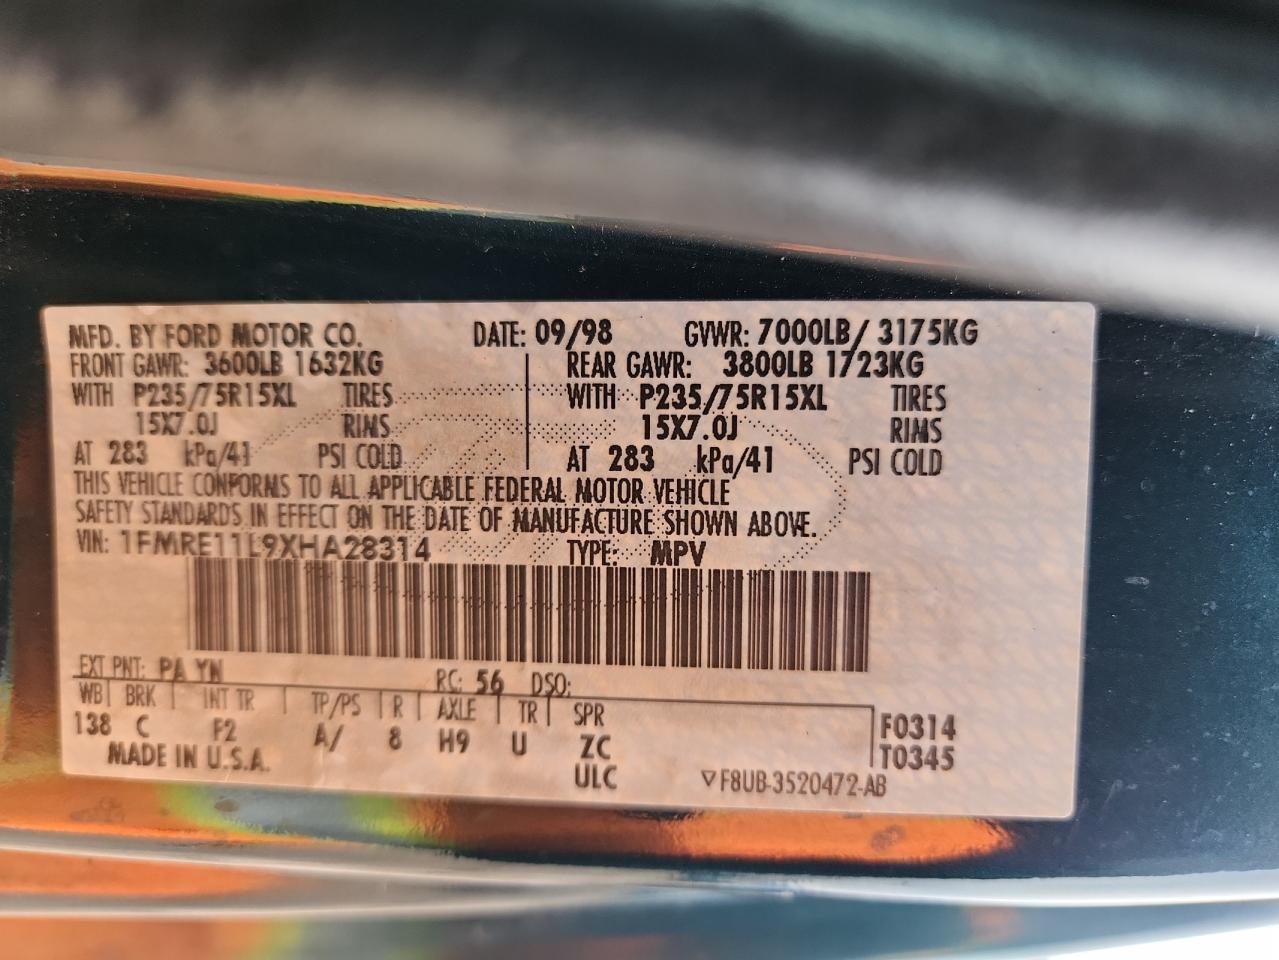 MFD. BY FORD MOTOR CO. DATE: 09/98 GVWR: 7000LB/ 3175KG
FRONT GAWR: 3600LB 1632KG REAR GAWR: 3800LB 1723KG
WITH P235/75R15XL TIRES WITH P235/75R15XL TIRES
15X7.0J RIMS 15X7.0J RIMS
AT 283 kPa/41 PSI COLD AT 283 kPa/41 PSI COLD
THIS VEHICLE CONFORMS TO ALL APPLICABLE FEDERAL MOTOR VEHICLE
SAFETY STANDARDS IN EFFECT ON THE DATE OF MANUFACTURE SHOWN ABOVE.
VIN: 1FMRE11L9XHA28314 TYPE: MPV
EXT PNT: PA YN RC: 56 DSO:
WB BRK INT TR TP/PS R AXLE TR SPR
138 C F2 A/ 8 H9 U ZC F0314
MADE IN U.S.A. ULC T0345
▽F8UB-3520472-AB